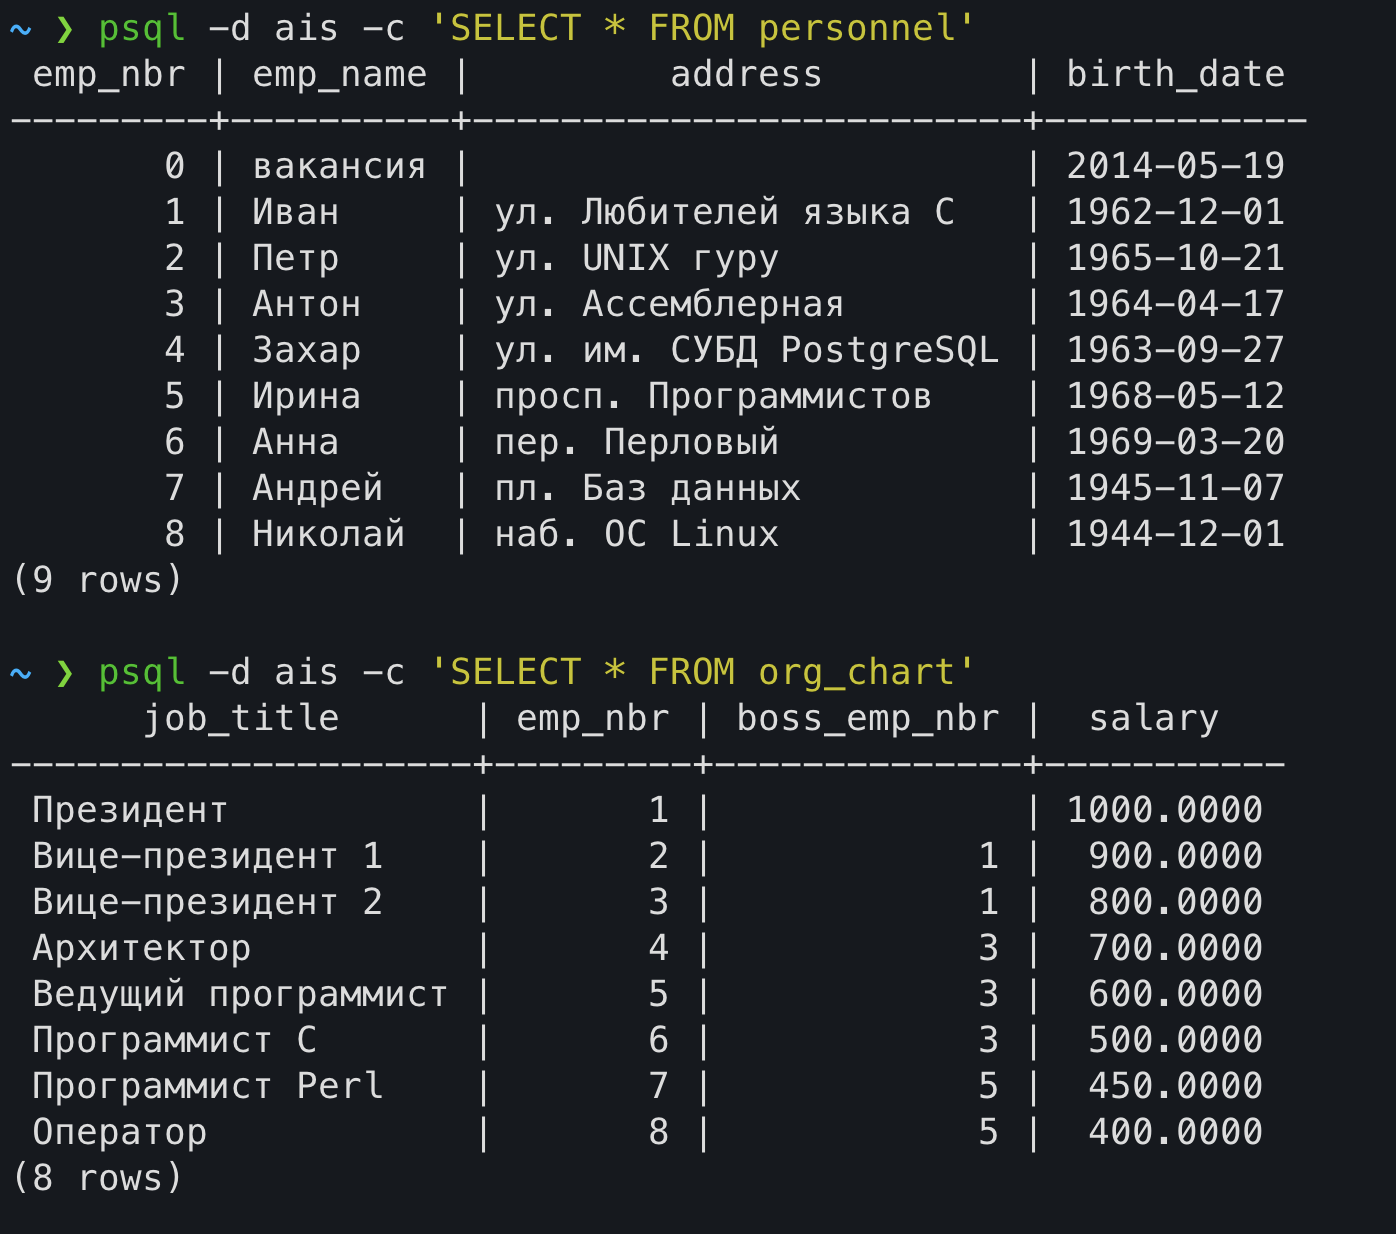 ~ ❯ psql -d ais -c 'SELECT * FROM personnel'
 emp_nbr | emp_name |         address         | birth_date
---------+----------+-------------------------+------------
       0 | вакансия |                         | 2014-05-19
       1 | Иван     | ул. Любителей языка C   | 1962-12-01
       2 | Петр     | ул. UNIX гуру           | 1965-10-21
       3 | Антон    | ул. Ассемблерная        | 1964-04-17
       4 | Захар    | ул. им. СУБД PostgreSQL | 1963-09-27
       5 | Ирина    | просп. Программистов    | 1968-05-12
       6 | Анна     | пер. Перловый           | 1969-03-20
       7 | Андрей   | пл. Баз данных          | 1945-11-07
       8 | Николай  | наб. ОС Linux           | 1944-12-01
(9 rows)

~ ❯ psql -d ais -c 'SELECT * FROM org_chart'
      job_title      | emp_nbr | boss_emp_nbr |  salary
---------------------+---------+--------------+-----------
 Президент           |       1 |              | 1000.0000
 Вице-президент 1    |       2 |            1 |  900.0000
 Вице-президент 2    |       3 |            1 |  800.0000
 Архитектор          |       4 |            3 |  700.0000
 Ведущий программист |       5 |            3 |  600.0000
 Программист C       |       6 |            3 |  500.0000
 Программист Perl    |       7 |            5 |  450.0000
 Оператор            |       8 |            5 |  400.0000
(8 rows)